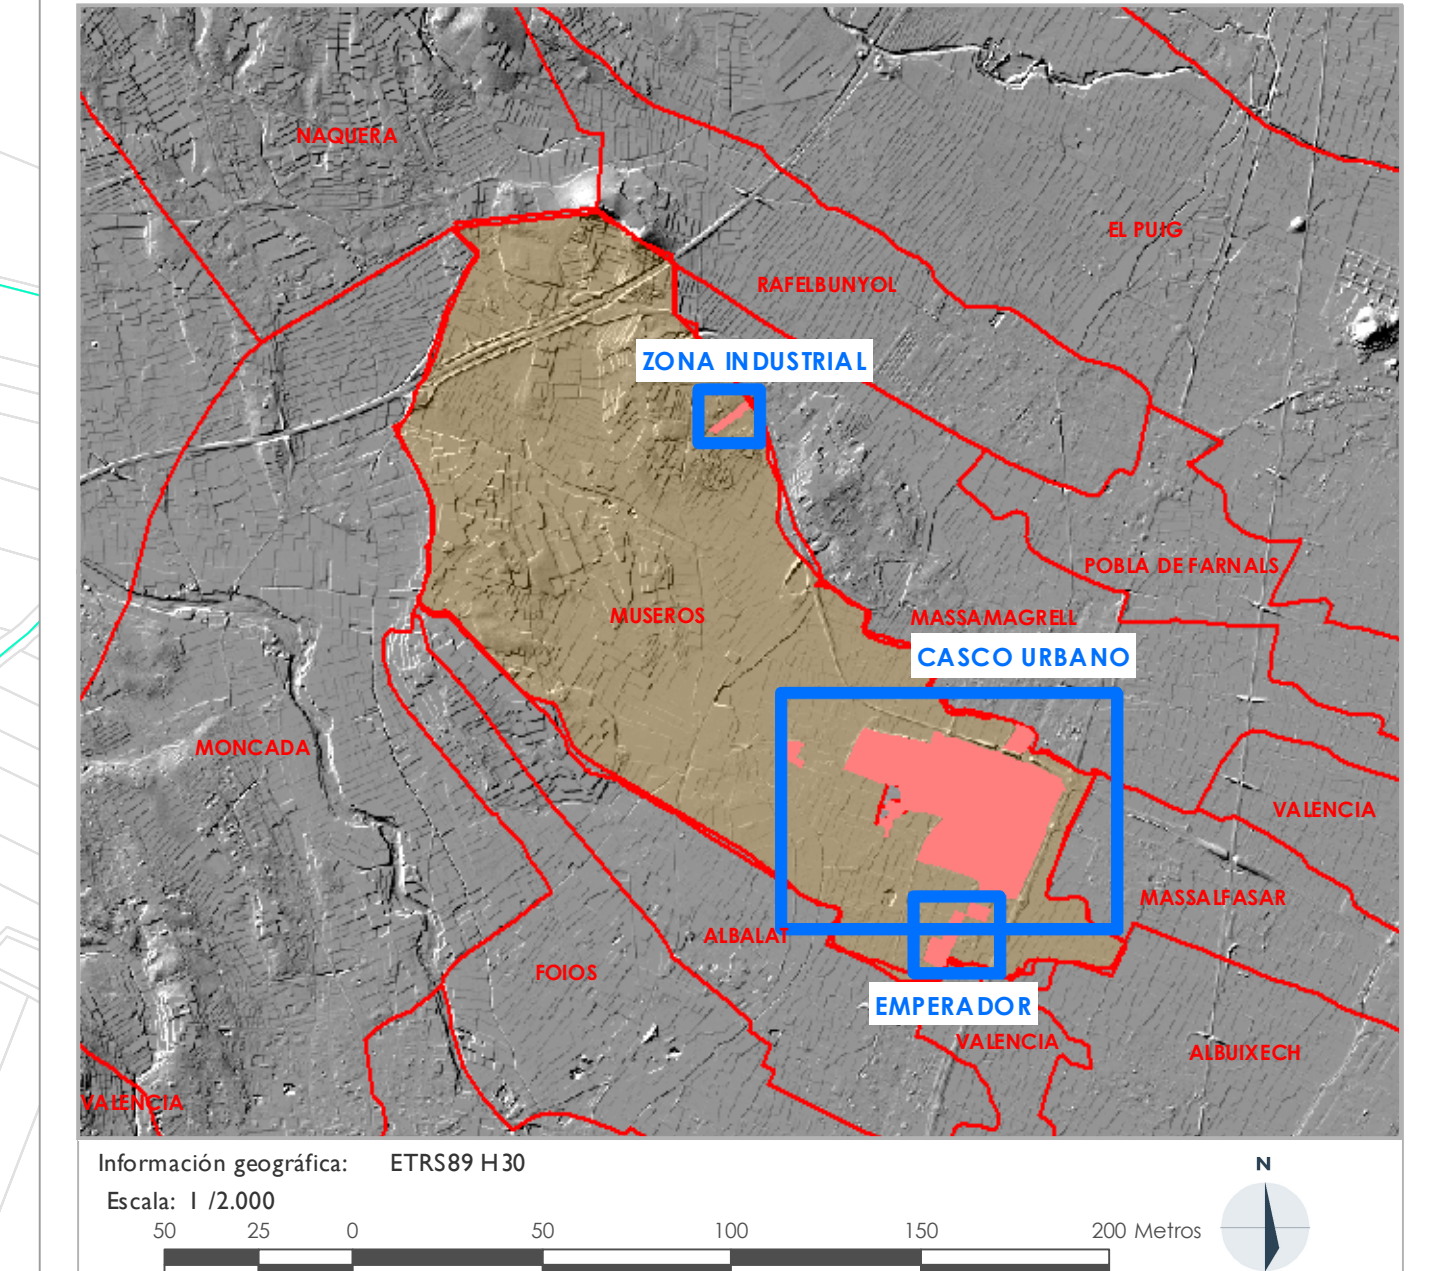 NAQUERA
EL PUIG
RAFELBUNYOL
ZONA INDUSTRIAL
POBLA DE FARNALS
MUSEROS
MASSAMAGRELL
CASCO URBANO
MONCADA
VALENCIA
MASSALFASAR
ALBALAT
FOIOS
EMPERADOR
VALENCIA
ALBUIXECH
VALENCIA
Información geográfica: ETRS89 H30
N
Escala: 1 /2.000
50 25 0 50 100 150 200 Metros